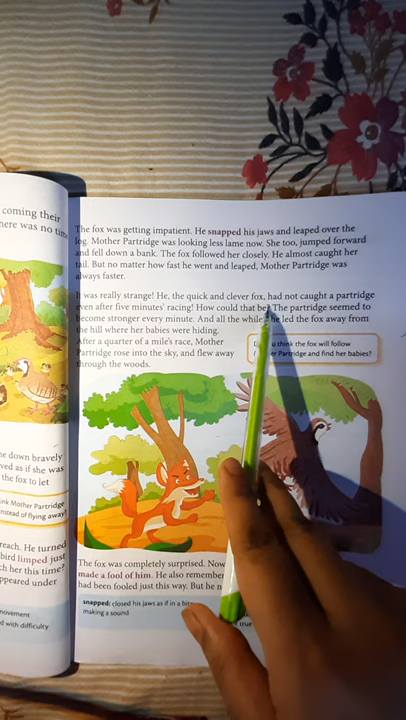 coming their
here was no time
he down bravely
ved as if she was
the fox to let
ink Mother Partridge
instead of flying away?
reach. He turned
bird limped just
ch her this time?
ppeared under
movement
d with difficulty
The fox was getting impatient. He snapped his jaws and leaped over the
log. Mother Partridge was looking less lame now. She too, jumped forward
and fell down a bank. The fox followed her closely. He almost caught her
tail. But no matter how fast he went and leaped, Mother Partridge was
always faster.
It was really strange! He, the quick and clever fox, had not caught a partridge
even after five minutes' racing! How could that be? The partridge seemed to
become stronger every minute. And all the while she led the fox away from
the hill where her babies were hiding.
After a quarter of a mile's race, Mother
Partridge rose into the sky, and flew away
through the woods.
u think the fox will follow
Partridge and find her babies?
The fox was completely surprised. Now
made a fool of him. He also remember
had been fooled just this way. But he
snapped: closed his jaws as if in a bite
making a sound
true